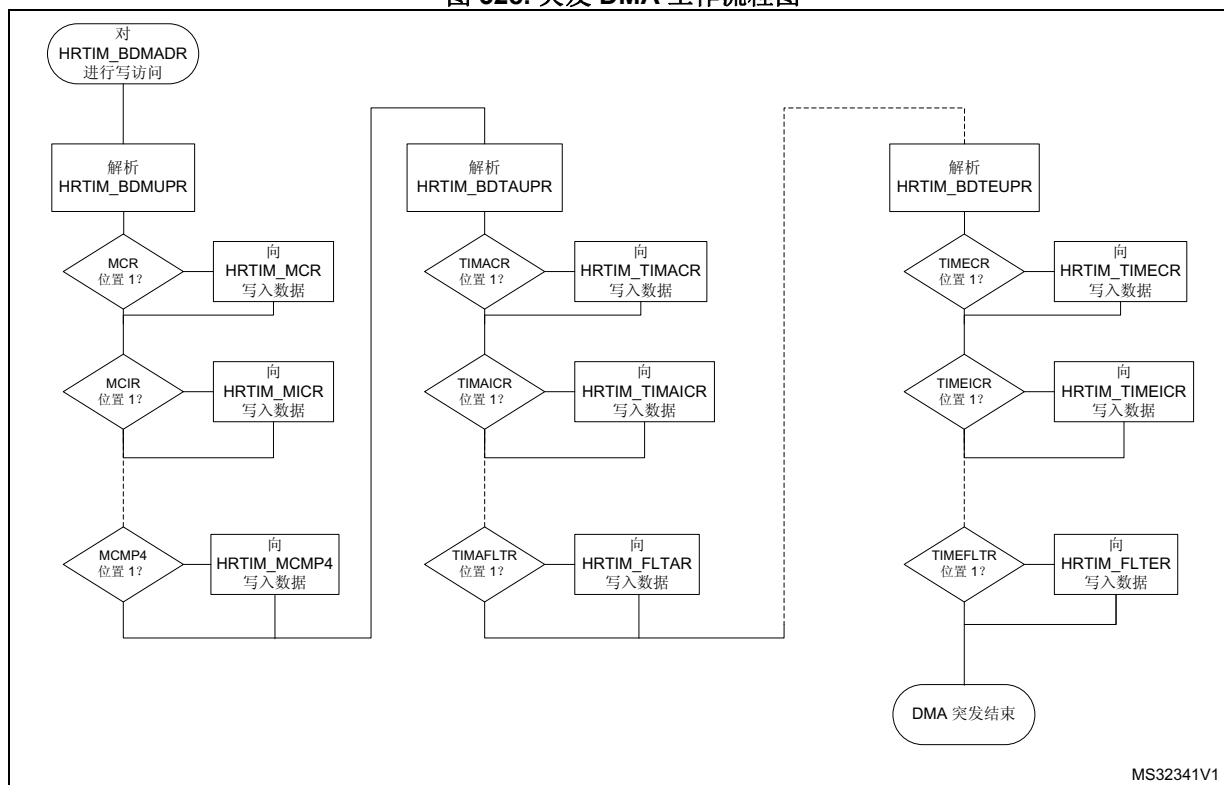 对
HRTIM_BDMADR
进行写访问
解析
HRTIM_BDMUPR
MCR
位置 1?
向
HRTIM_MCR
写入数据
MCIR
位置 1?
向
HRTIM_MICR
写入数据
MCMP4
位置 1?
向
HRTIM_MCMP4
写入数据
解析
HRTIM_BDTAUPR
TIMACR
位置 1?
向
HRTIM_TIMACR
写入数据
TIMAICR
位置 1?
向
HRTIM_TIMAICR
写入数据
TIMAFLTR
位置 1?
向
HRTIM_FLTAR
写入数据
解析
HRTIM_BDTEUPR
TIMECR
位置 1?
向
HRTIM_TIMECR
写入数据
TIMEICR
位置 1?
向
HRTIM_TIMEICR
写入数据
TIMEFLTR
位置 1?
向
HRTIM_FLTER
写入数据
DMA 突发结束
MS32341V1